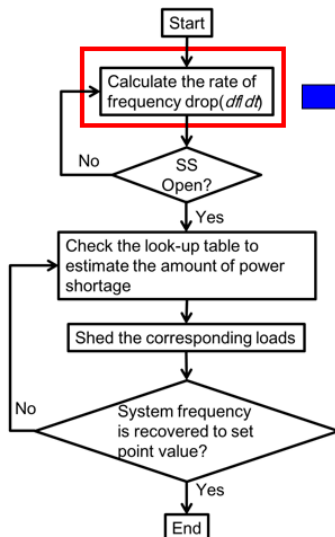 Start
Calculate the rate of
frequency drop(df/dt)
No
SS
Open?
Yes
Check the look-up table to
estimate the amount of power
shortage
Shed the corresponding loads
No
System frequency
is recovered to set
point value?
Yes
End